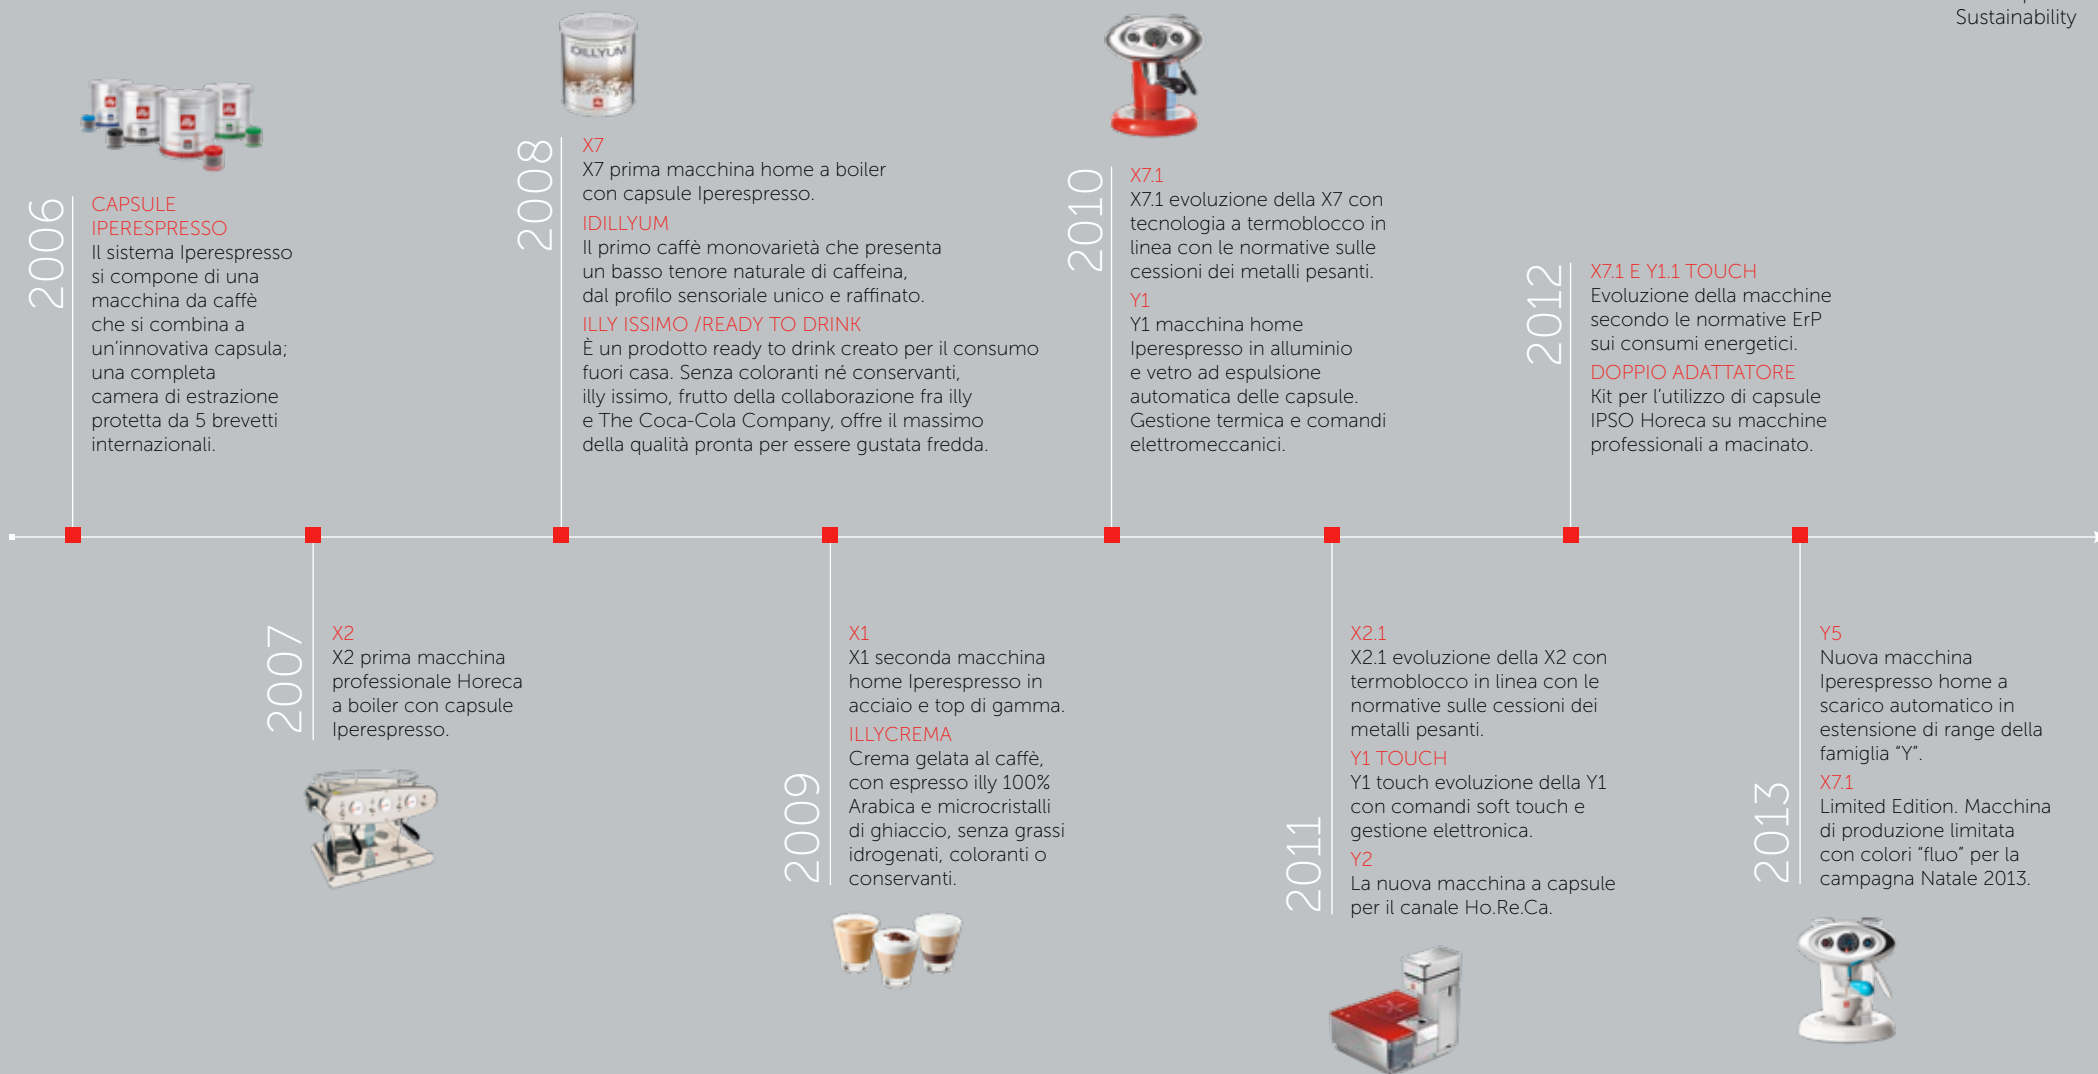 Sustainability
2006
CAPSULE
IPERESPRESSO
Il sistema Iperespresso
si compone di una
macchina da caffè
che si combina a
un'innovativa capsula;
una completa
camera di estrazione
protetta da 5 brevetti
internazionali.
2007
X2
X2 prima macchina
professionale Horeca
a boiler con capsule
Iperespresso.
IDILLYUM
2008
X7
X7 prima macchina home a boiler
con capsule Iperespresso.
IDILLYUM
Il primo caffè monovarietà che presenta
un basso tenore naturale di caffeina,
dal profilo sensoriale unico e raffinato.
ILLY ISSIMO /READY TO DRINK
È un prodotto ready to drink creato per il consumo
fuori casa. Senza coloranti né conservanti,
illy issimo, frutto della collaborazione fra illy
e The Coca-Cola Company, offre il massimo
della qualità pronta per essere gustata fredda.
2009
X1
X1 seconda macchina
home Iperespresso in
acciaio e top di gamma.
ILLYCREMA
Crema gelata al caffè,
con espresso illy 100%
Arabica e microcristalli
di ghiaccio, senza grassi
idrogenati, coloranti o
conservanti.
2010
X7.1
X7.1 evoluzione della X7 con
tecnologia a termoblocco in
linea con le normative sulle
cessioni dei metalli pesanti.
Y1
Y1 macchina home
Iperespresso in alluminio
e vetro ad espulsione
automatica delle capsule.
Gestione termica e comandi
elettromeccanici.
2011
X2.1
X2.1 evoluzione della X2 con
termoblocco in linea con le
normative sulle cessioni dei
metalli pesanti.
Y1 TOUCH
Y1 touch evoluzione della Y1
con comandi soft touch e
gestione elettronica.
Y2
La nuova macchina a capsule
per il canale Ho.Re.Ca.
2012
X7.1 E Y1.1 TOUCH
Evoluzione della macchine
secondo le normative ErP
sui consumi energetici.
DOPPIO ADATTATORE
Kit per l'utilizzo di capsule
IPSO Horeca su macchine
professionali a macinato.
2013
Y5
Nuova macchina
Iperespresso home a
scarico automatico in
estensione di range della
famiglia "Y".
X7.1
Limited Edition. Macchina
di produzione limitata
con colori "fluo" per la
campagna Natale 2013.